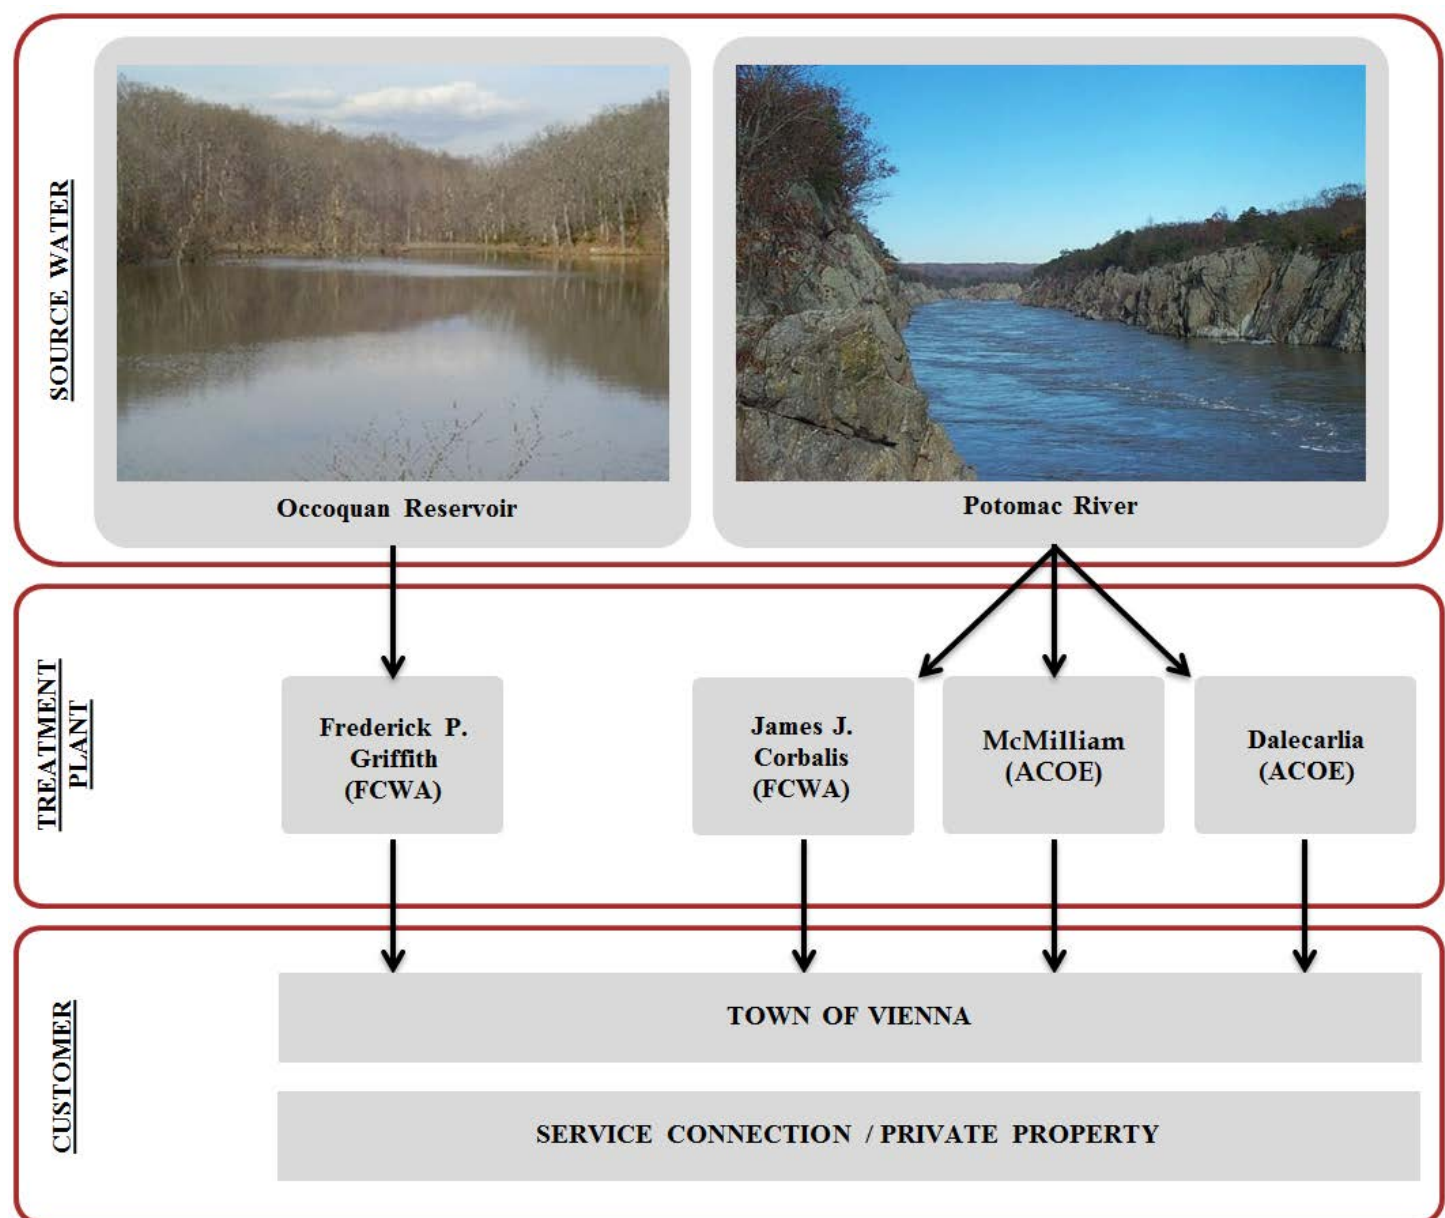 SOURCE WATER
Occoquan Reservoir
Potomac River
TREATMENT
PLANT
Frederick P.
Griffith
(FCWA)
James J.
Corbalis
(FCWA)
McMilliam
(ACOE)
Dalecarlia
(ACOE)
CUSTOMER
TOWN OF VIENNA
SERVICE CONNECTION / PRIVATE PROPERTY